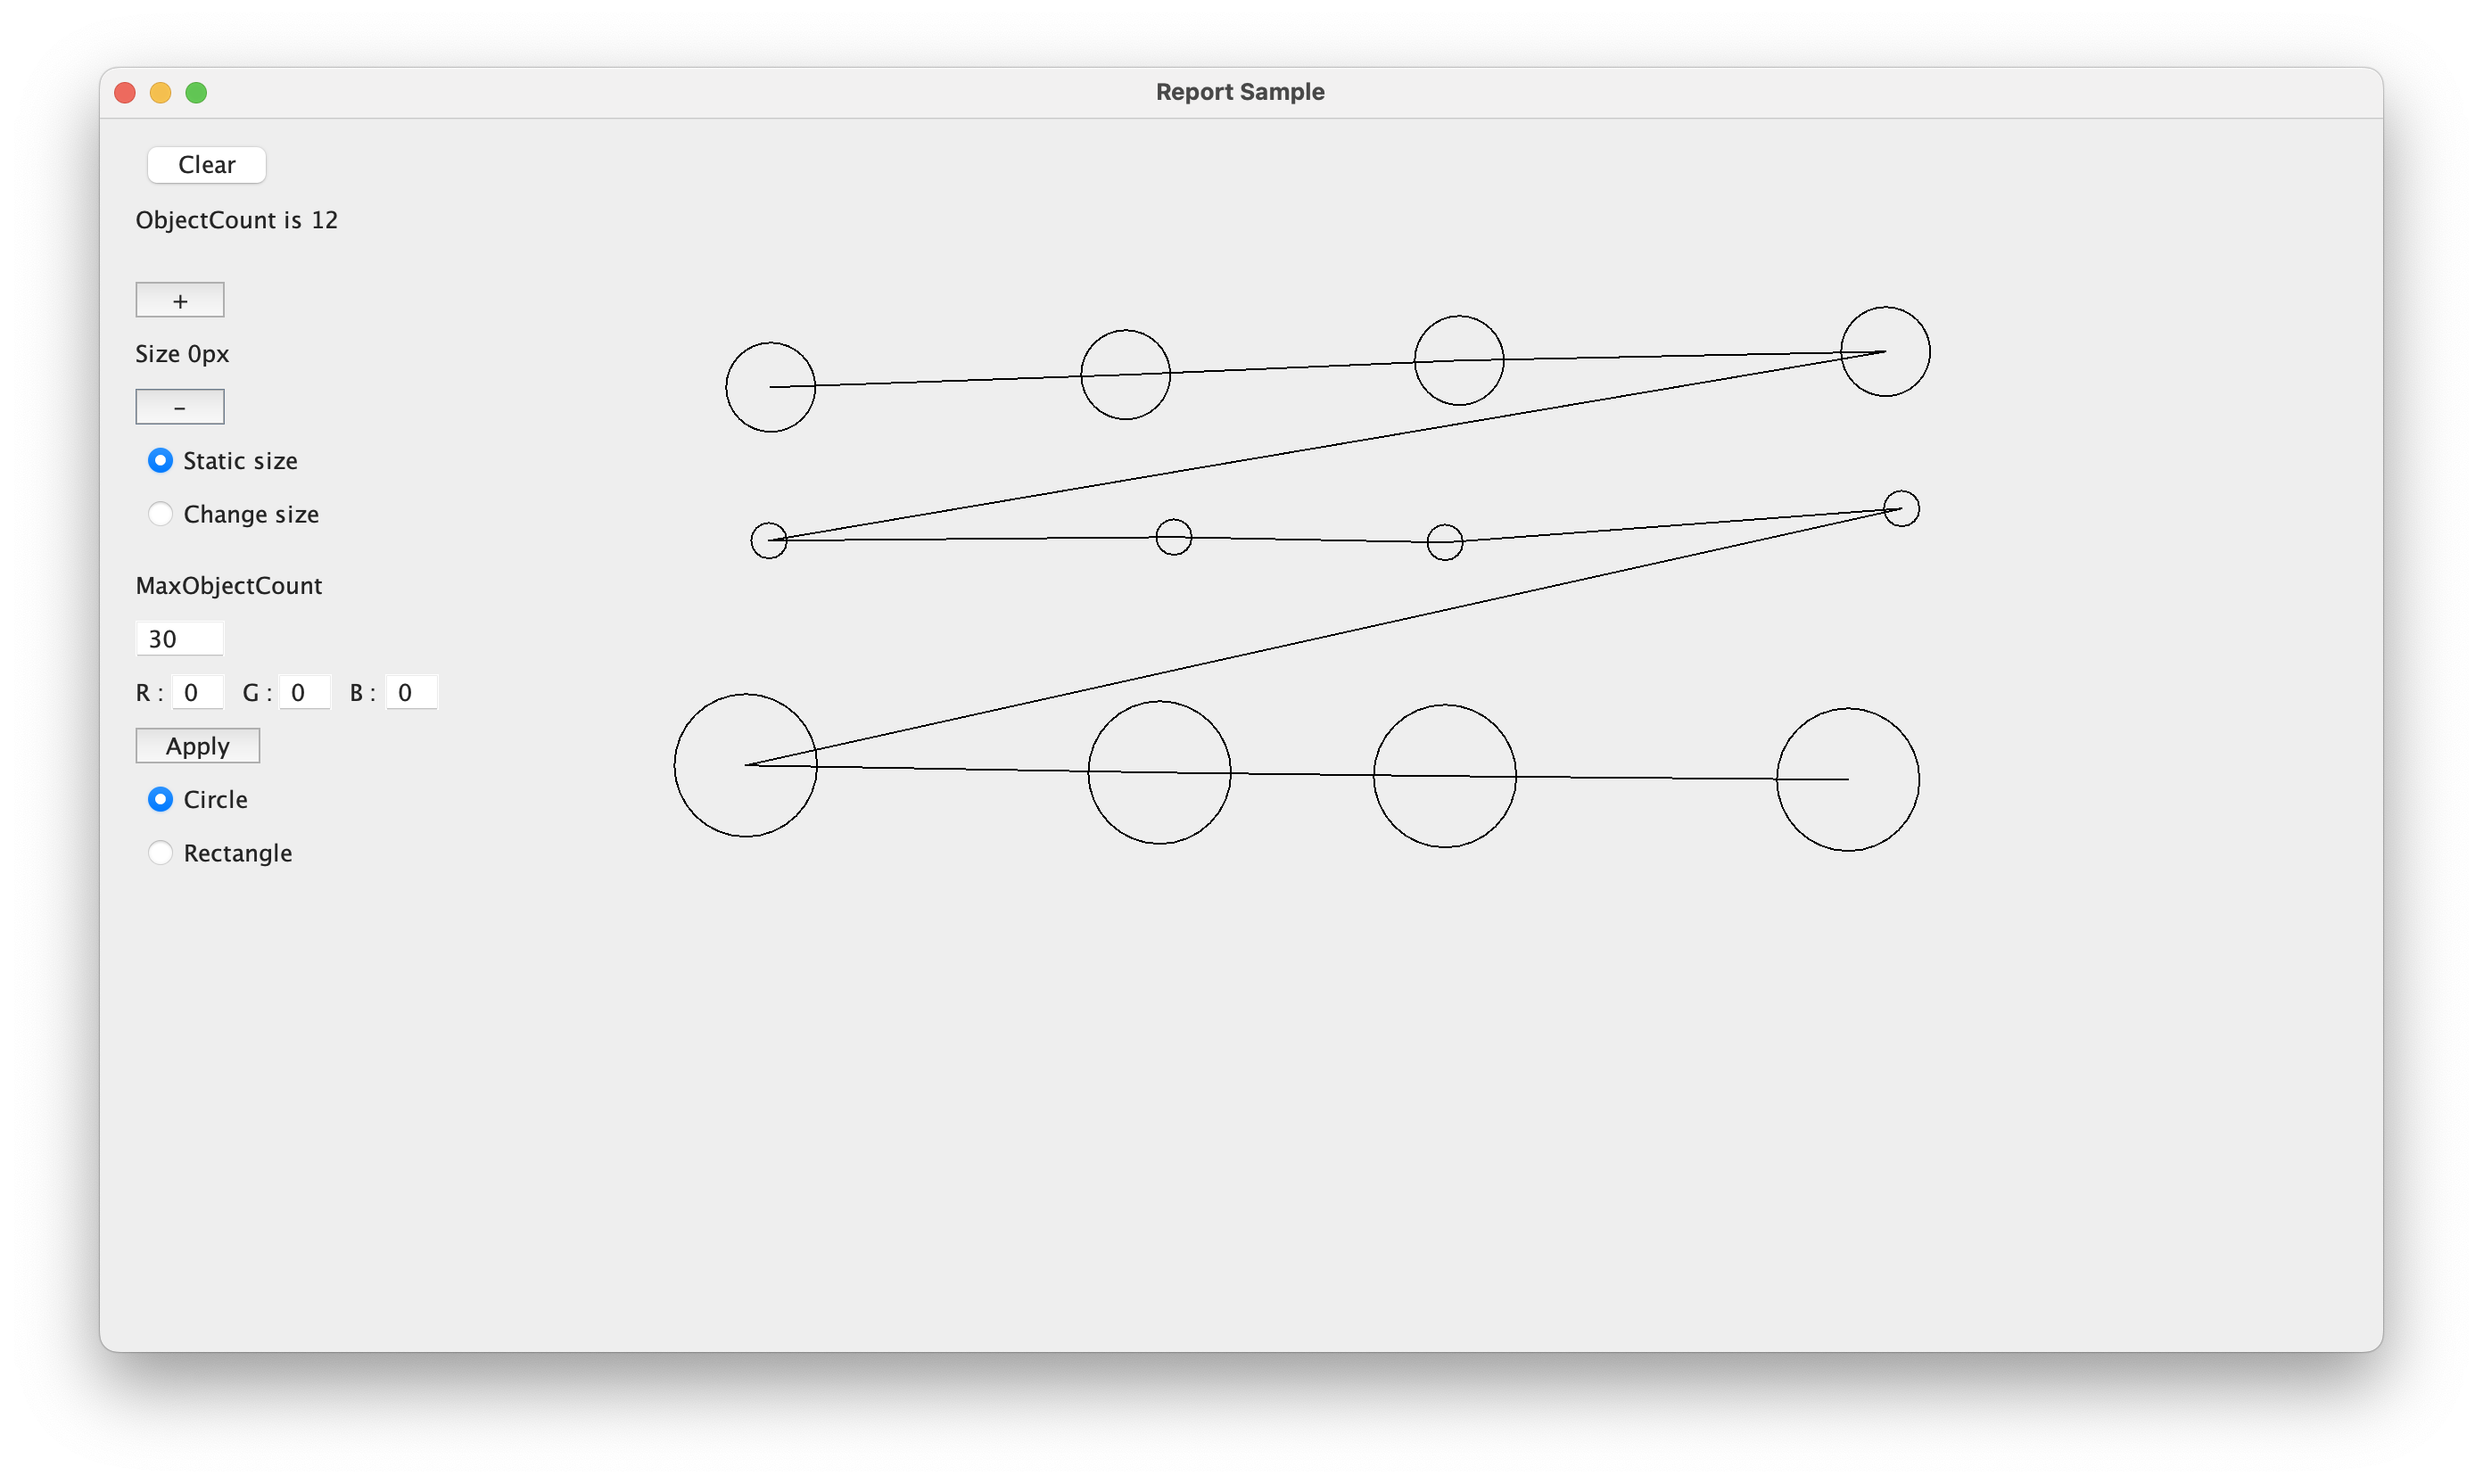 Report Sample
Clear
ObjectCount is 12
+
Size 0px
-
Static size
Change size
MaxObjectCount
30
R : 0 G : 0 B : 0
Apply
Circle
Rectangle